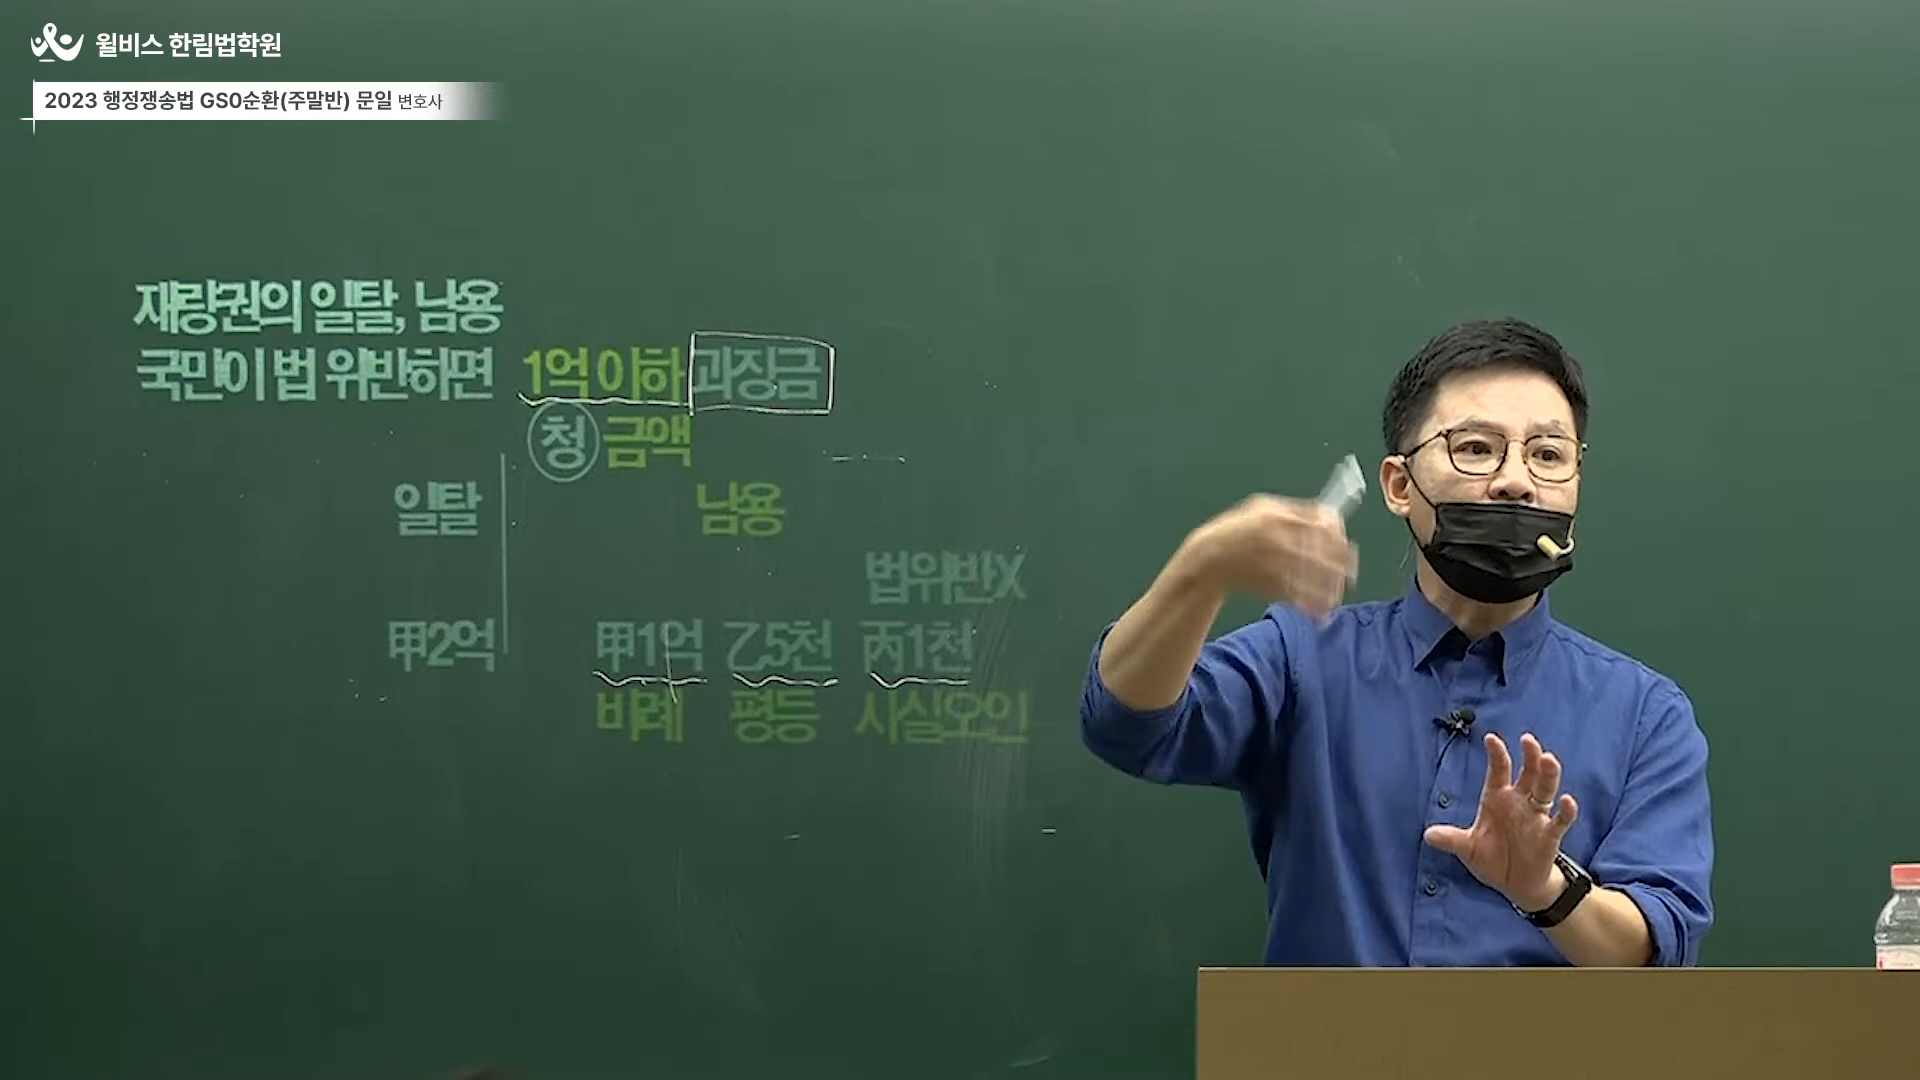 윌비스 한림법학원
2023 행정쟁송법 GS0순환(주말반) 문일 변호사
재량권의 일탈, 남용
국민이 법 위반하면 1억 이하 과징금
청 금액
일탈 남용
법위반X
甲2억 甲1억 乙5천 丙1천
비례 평등 사실오인